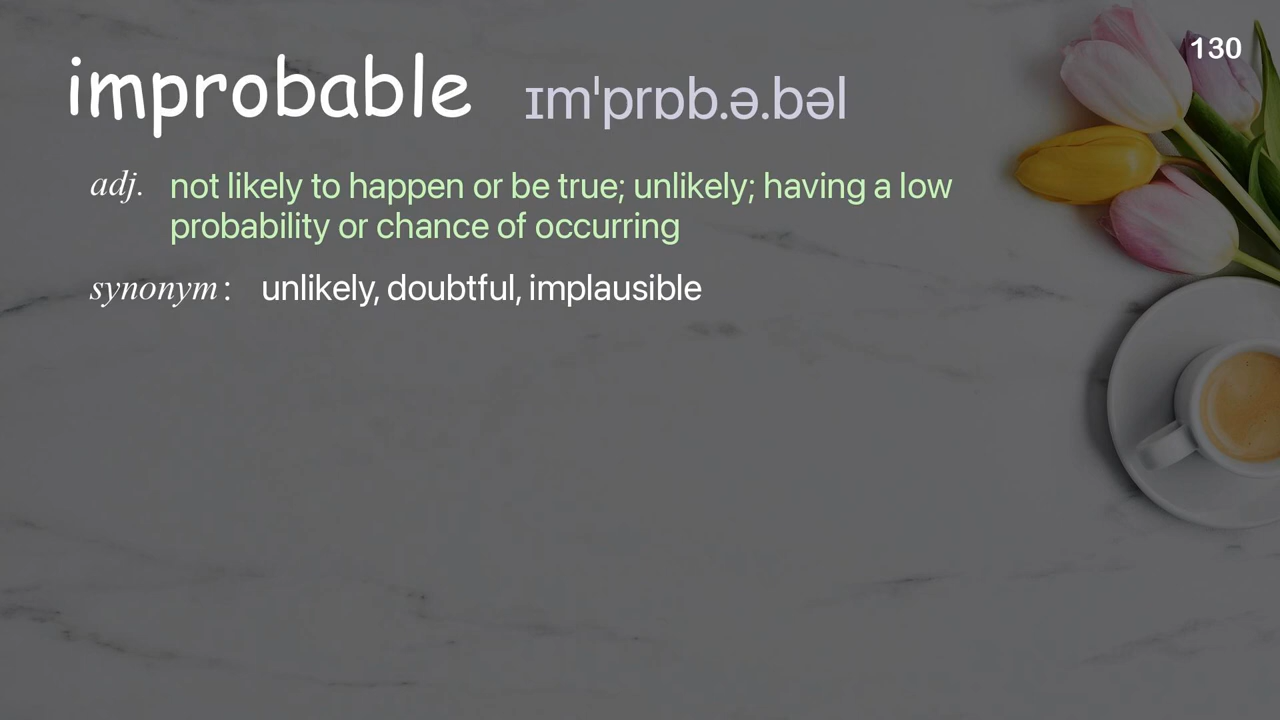 130
improbable ɪmˈprɒb.ə.bəl
adj. not likely to happen or be true; unlikely; having a low
probability or chance of occurring
synonym: unlikely, doubtful, implausible